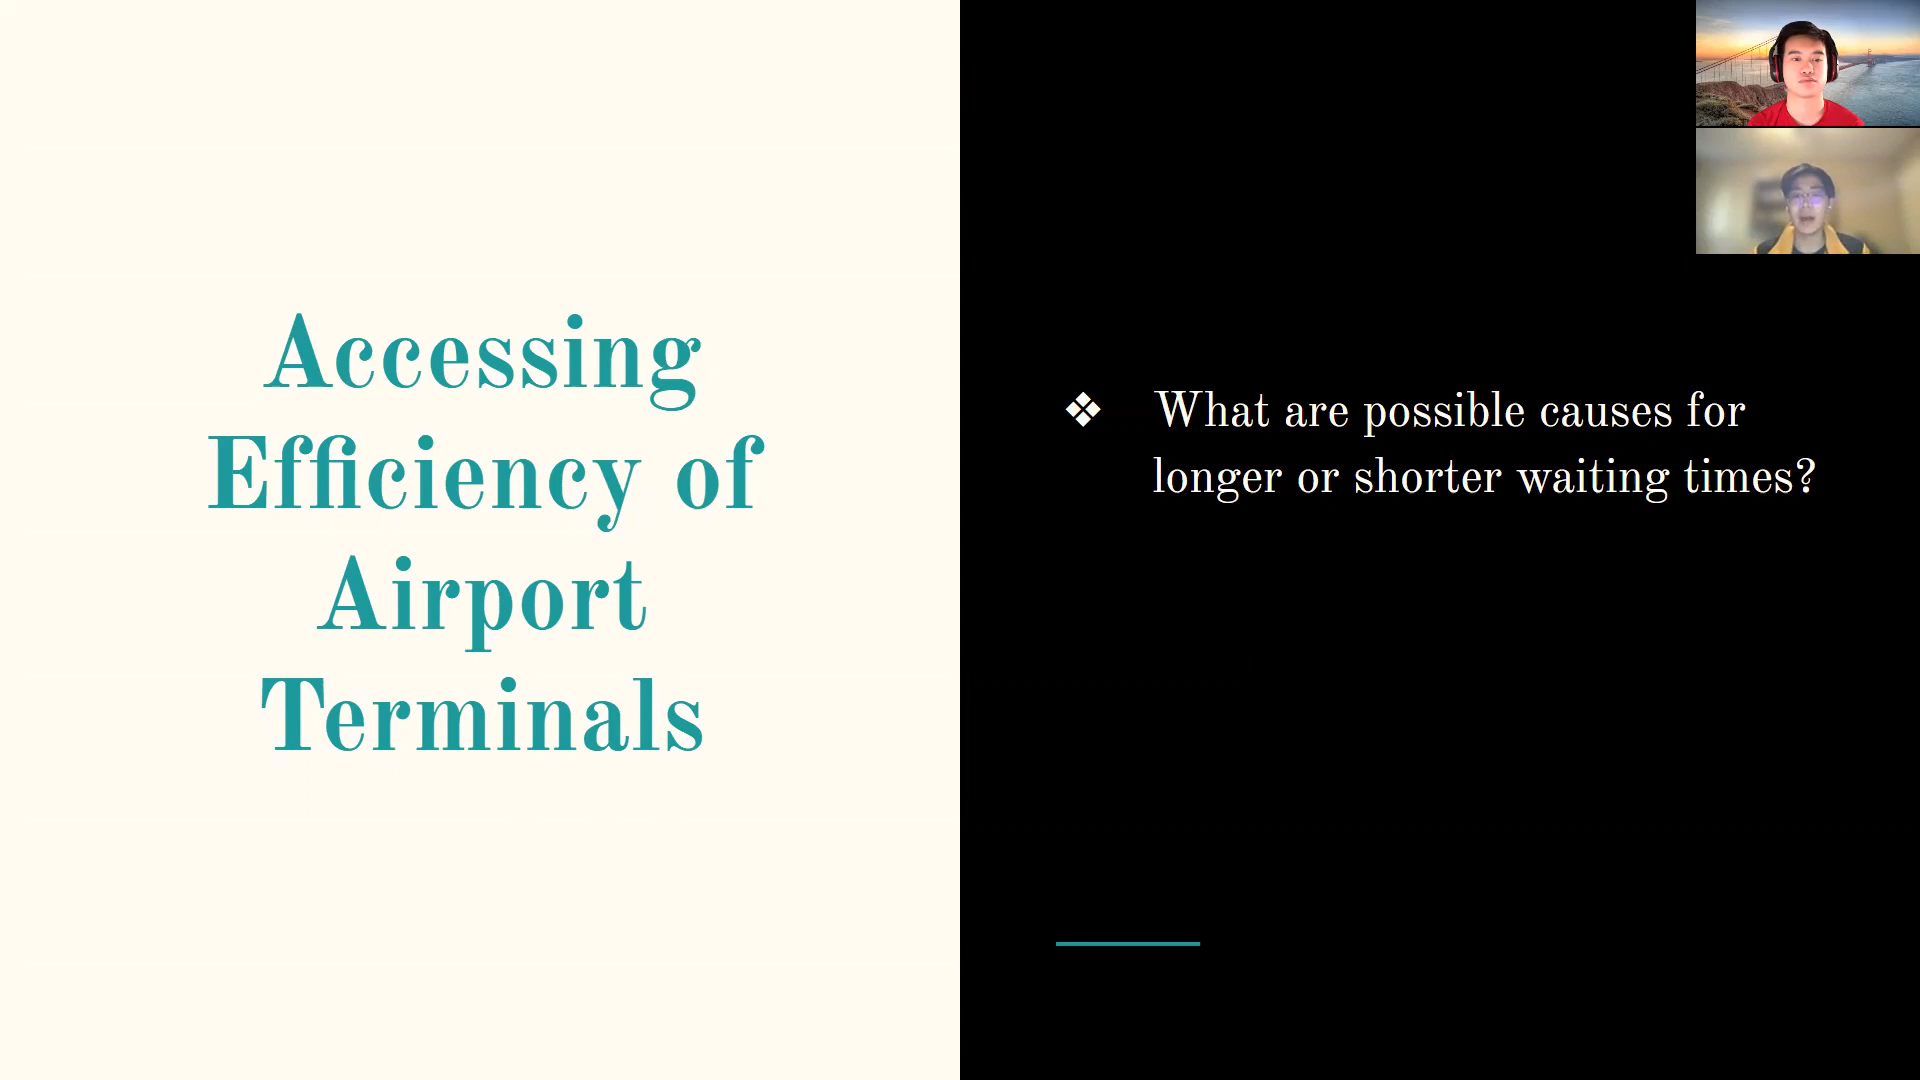 Accessing
Efficiency of
Airport
Terminals
❖ What are possible causes for
longer or shorter waiting times?